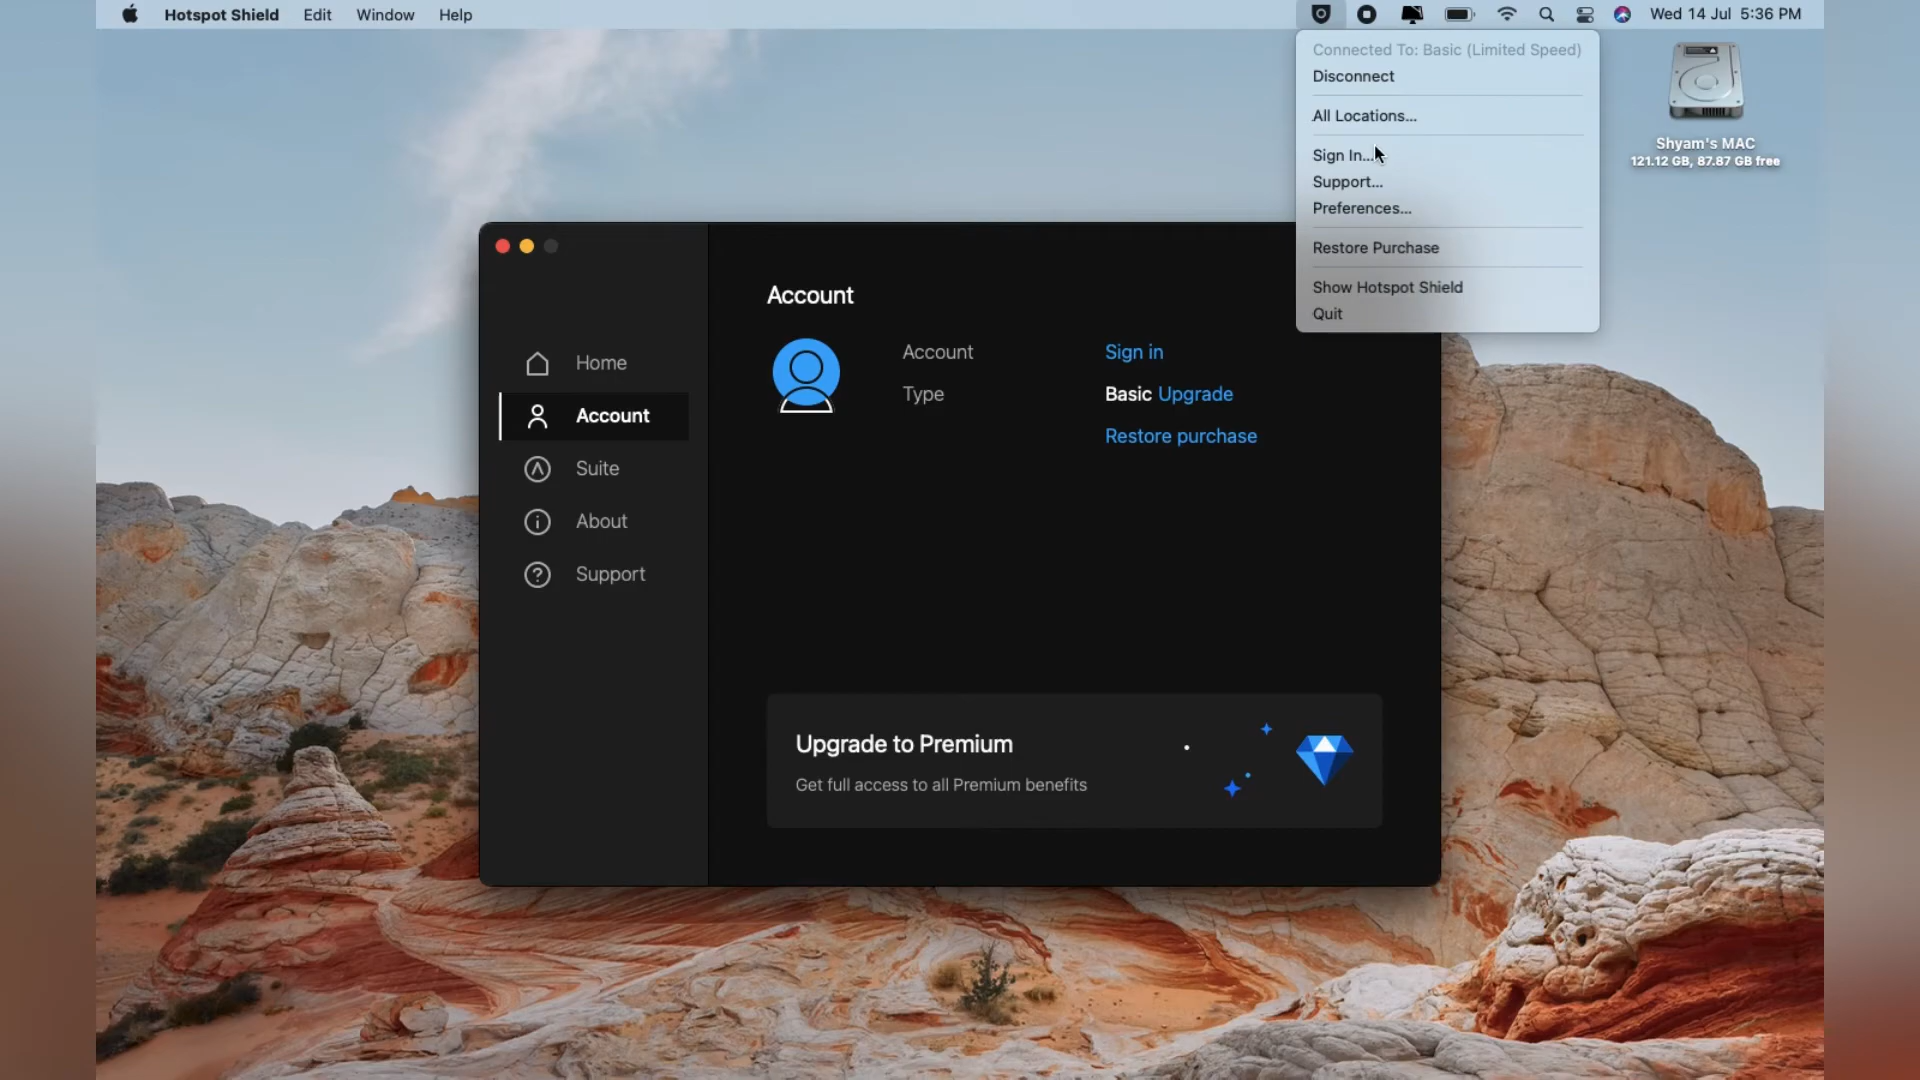 Hotspot Shield Edit Window Help
Wed 14 Jul 5:36 PM
Connected To: Basic (Limited Speed)
Disconnect
All Locations...
Sign In...
Support...
Preferences...
Restore Purchase
Show Hotspot Shield
Quit
Shyam's MAC
121.12 GB, 87.87 GB free
Home
Account
Suite
About
Support
Account
Account Sign in
Type Basic Upgrade
Restore purchase
Upgrade to Premium
Get full access to all Premium benefits